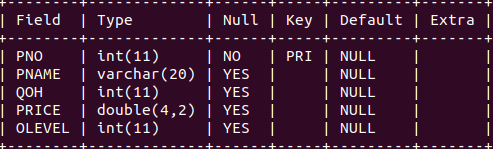 +--------+-------------+------+-----+---------+-------+
| Field  | Type        | Null | Key | Default | Extra |
+--------+-------------+------+-----+---------+-------+
| PNO    | int(11)     | NO   | PRI | NULL    |       |
| PNAME  | varchar(20) | YES  |     | NULL    |       |
| QOH    | int(11)     | YES  |     | NULL    |       |
| PRICE  | double(4,2) | YES  |     | NULL    |       |
| OLEVEL | int(11)     | YES  |     | NULL    |       |
+--------+-------------+------+-----+---------+-------+